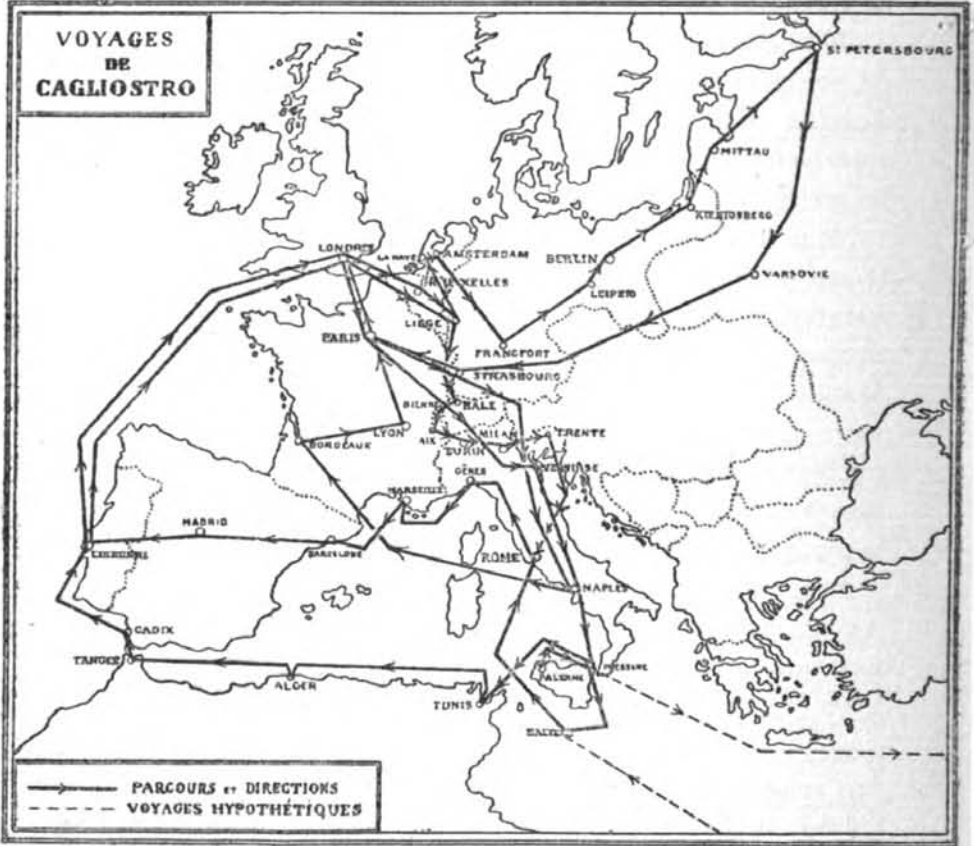 VOYAGES
DE
CAGLIOSTRO
ST PETERSBOURG
MITTAU
VARSOVIE
LONDRES
LA HAYE
AMSTERDAM
BRUXELLES
BERLIN
LEIPZIG
LIÈGE
PARIS
FRANCFORT
STRASBOURG
BIENNE
BALE
LYON
AIX
MILAN
TRENTE
BORDEAUX
TURIN
VENISE
GÊNES
MARSEILLE
MADRID
BARCELONE
ROME
NAPLES
CADIX
TANGER
ALGER
TUNIS
PALERME
MESSINE
MALTE
PARCOURS ET DIRECTIONS
VOYAGES HYPOTHÉTIQUES